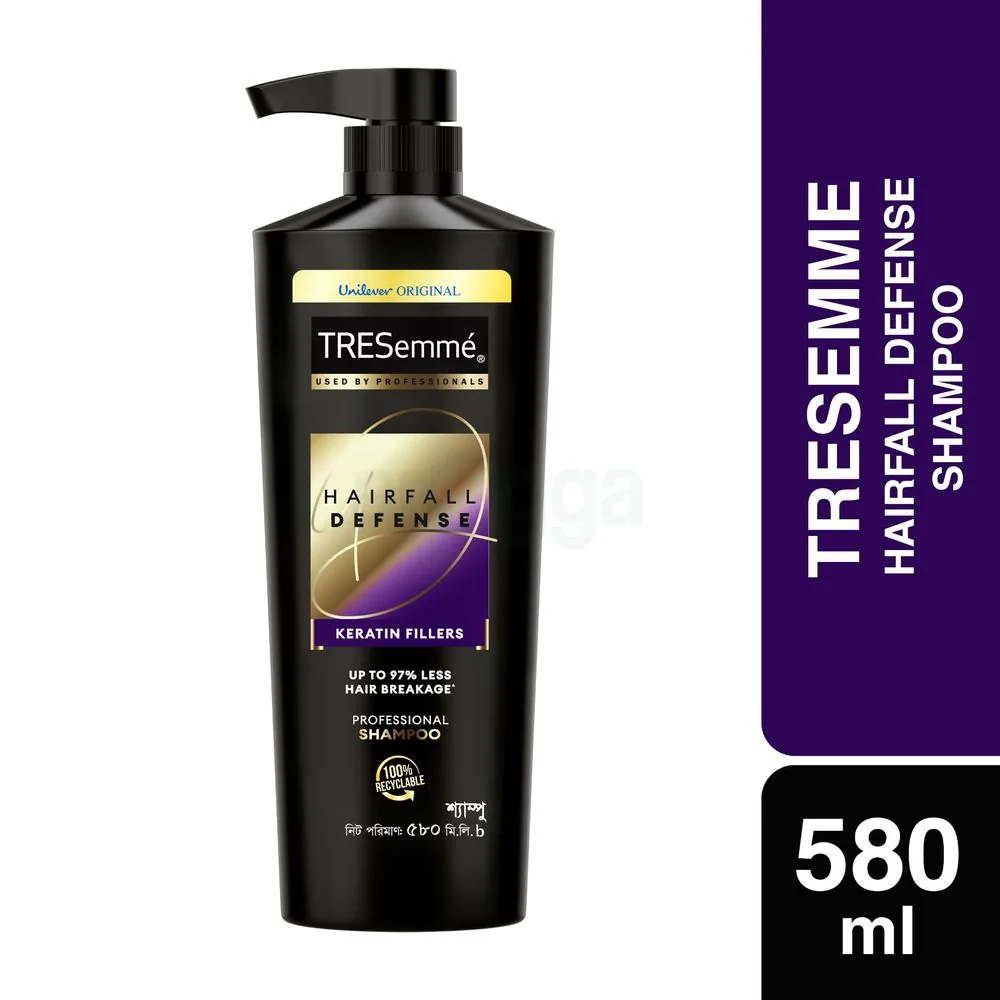 Unilever ORIGINAL
TRESemmé®
USED BY PROFESSIONALS
HAIRFALL
DEFENSE
KERATIN FILLERS
UP TO 97% LESS
HAIR BREAKAGE^
PROFESSIONAL
SHAMPOO
100%
RECYCLABLE
শ্যাম্পু
নিট পরিমাণ: ৫৮০ মি.লি. b
TRESEMME
HAIRFALL DEFENSE
SHAMPOO
580
ml